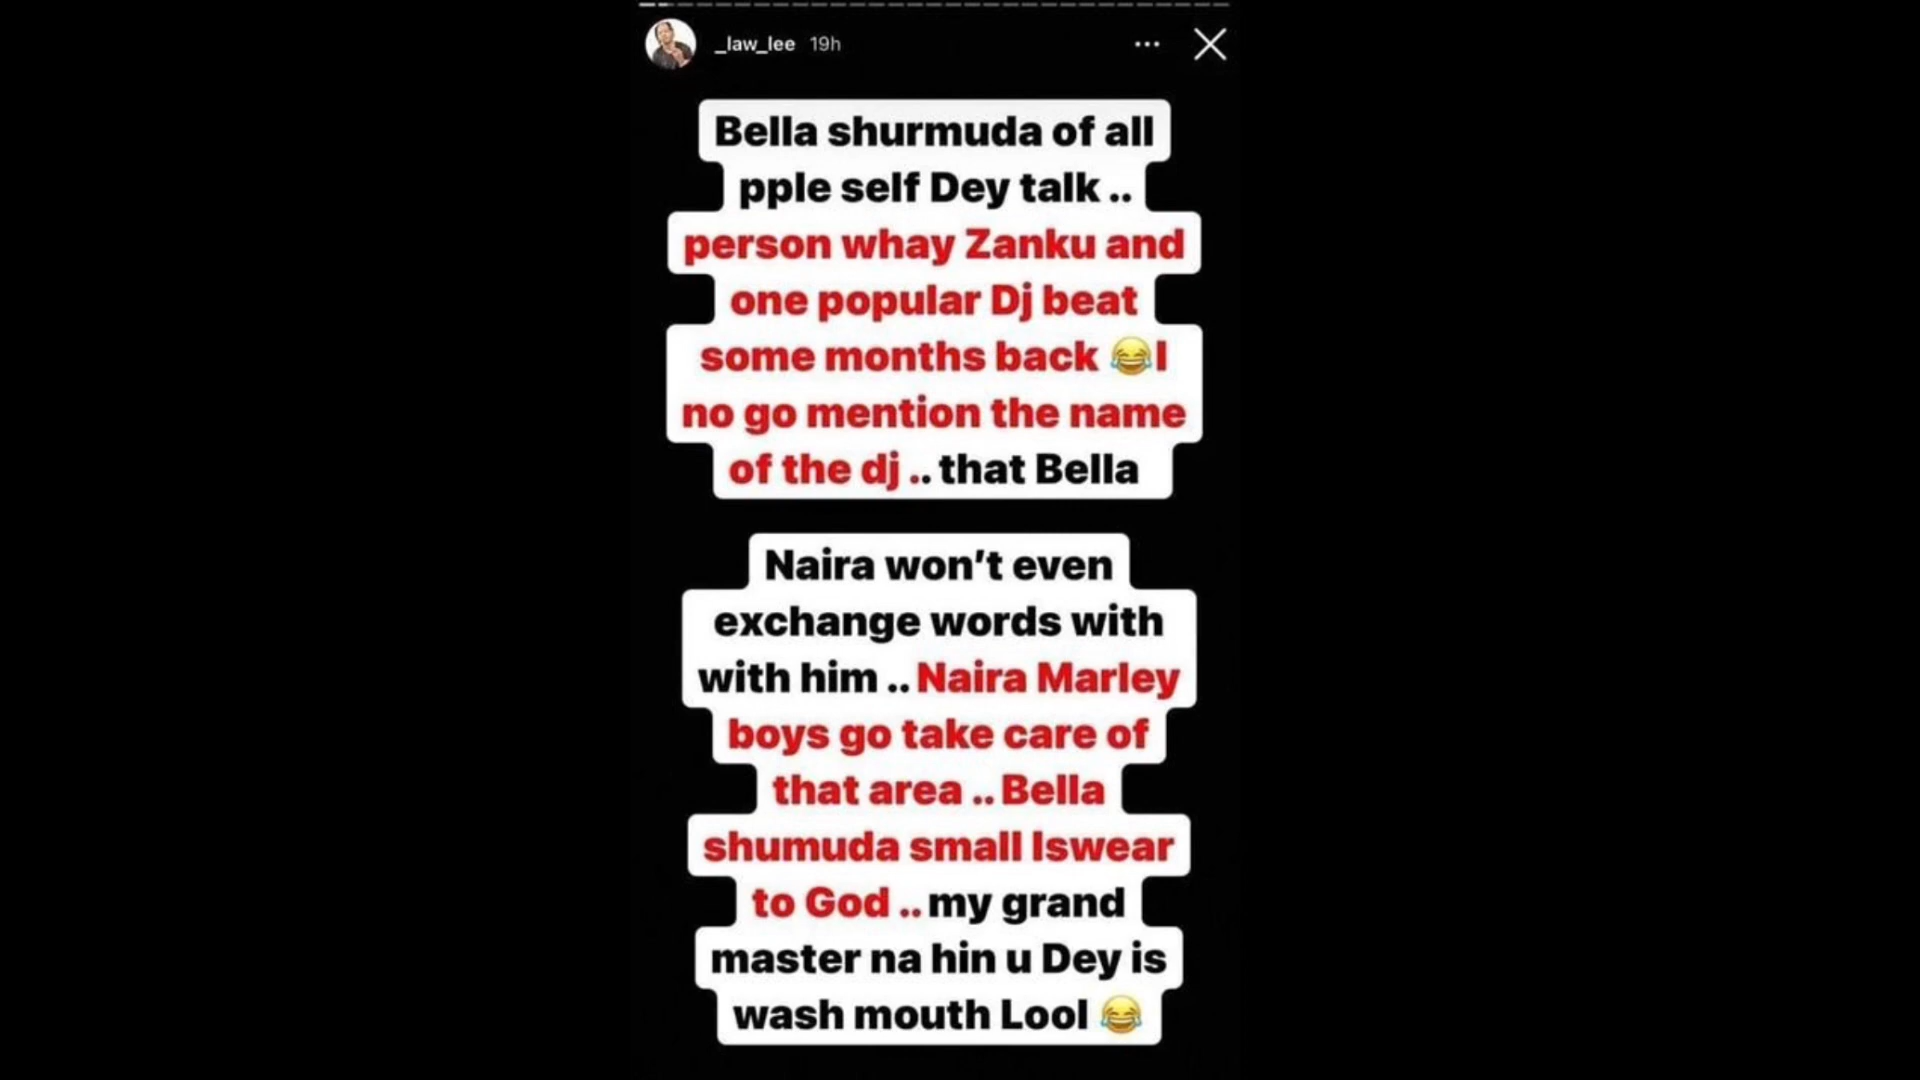 _law_lee 19h
Bella shurmuda of all
pple self Dey talk ..
person whay Zanku and
one popular Dj beat
some months back 😂I
no go mention the name
of the dj .. that Bella
Naira won’t even
exchange words with
with him .. Naira Marley
boys go take care of
that area .. Bella
shumuda small Iswear
to God .. my grand
master na hin u Dey is
wash mouth Lool 😂